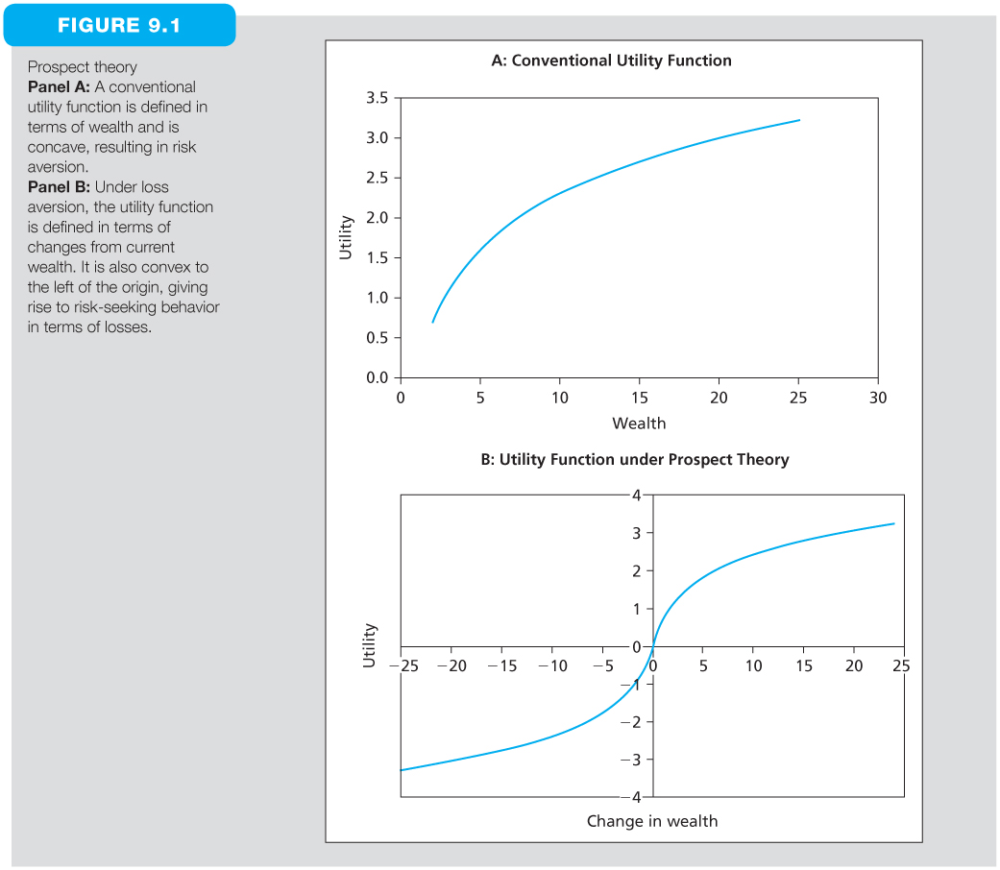 FIGURE 9.1
Prospect theory
Panel A: A conventional
utility function is defined in
terms of wealth and is
concave, resulting in risk
aversion.
Panel B: Under loss
aversion, the utility function
is defined in terms of
changes from current
wealth. It is also convex to
the left of the origin, giving
rise to risk-seeking behavior
in terms of losses.
A: Conventional Utility Function
3.5
3.0
2.5
2.0
1.5
1.0
0.5
0.0
Utility
0 5 10 15 20 25 30
Wealth
B: Utility Function under Prospect Theory
4
3
2
1
0
Utility
−25 −20 −15 −10 −5 0 5 10 15 20 25
−1
−2
−3
−4
Change in wealth